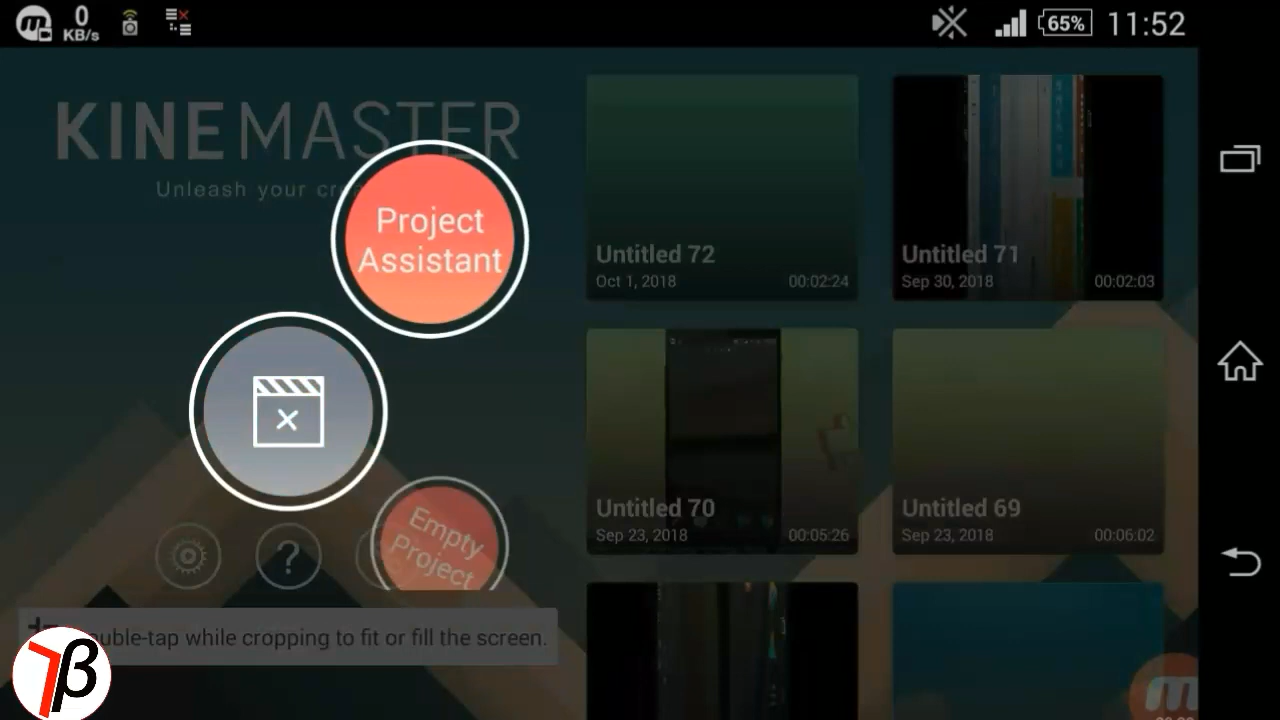 0
KB/s
65%
11:52
KINEMASTER
Unleash your cr
Project
Assistant
Empty
Project
uble-tap while cropping to fit or fill the screen.
Untitled 72
Oct 1, 2018
00:02:24
Untitled 71
Sep 30, 2018
00:02:03
Untitled 70
Sep 23, 2018
00:05:26
Untitled 69
Sep 23, 2018
00:06:02
7β